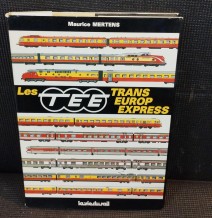 Maurice MERTENS
Les TEE TRANS
EUROP
EXPRESS
la vie du rail